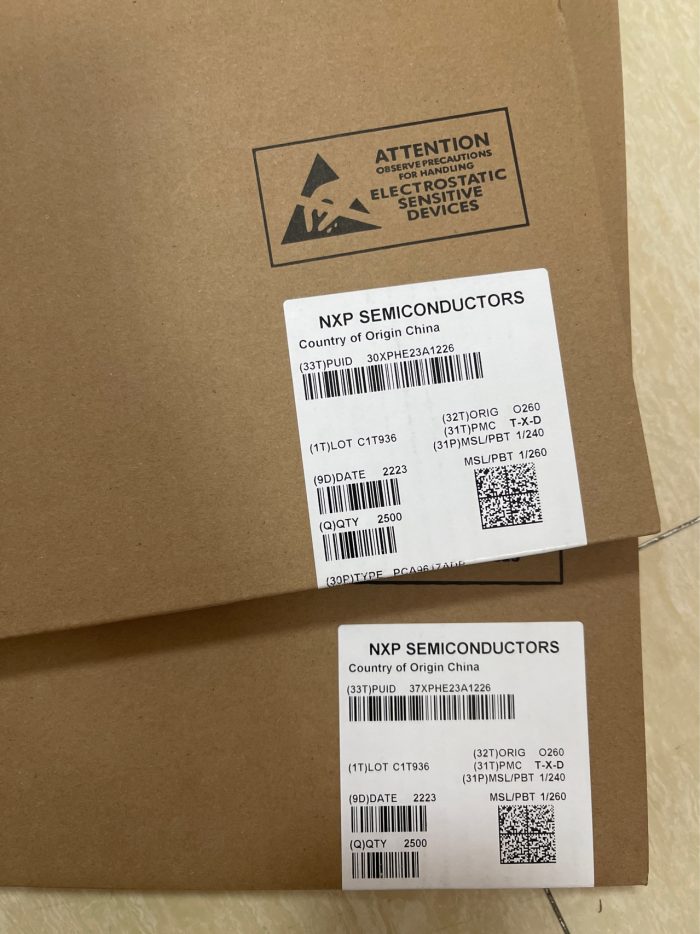 ATTENTION
OBSERVE PRECAUTIONS
FOR HANDLING
ELECTROSTATIC
SENSITIVE
DEVICES
NXP SEMICONDUCTORS
Country of Origin China
(33T)PUID 30XPHE23A1226
(32T)ORIG O260
(31T)PMC T-X-D
(1T)LOT C1T936
(31P)MSL/PBT 1/240
MSL/PBT 1/260
(9D)DATE 2223
(Q)QTY 2500
(30P)TYPE PCA9617ADP
NXP SEMICONDUCTORS
Country of Origin China
(33T)PUID 37XPHE23A1226
(32T)ORIG O260
(31T)PMC T-X-D
(1T)LOT C1T936
(31P)MSL/PBT 1/240
MSL/PBT 1/260
(9D)DATE 2223
(Q)QTY 2500